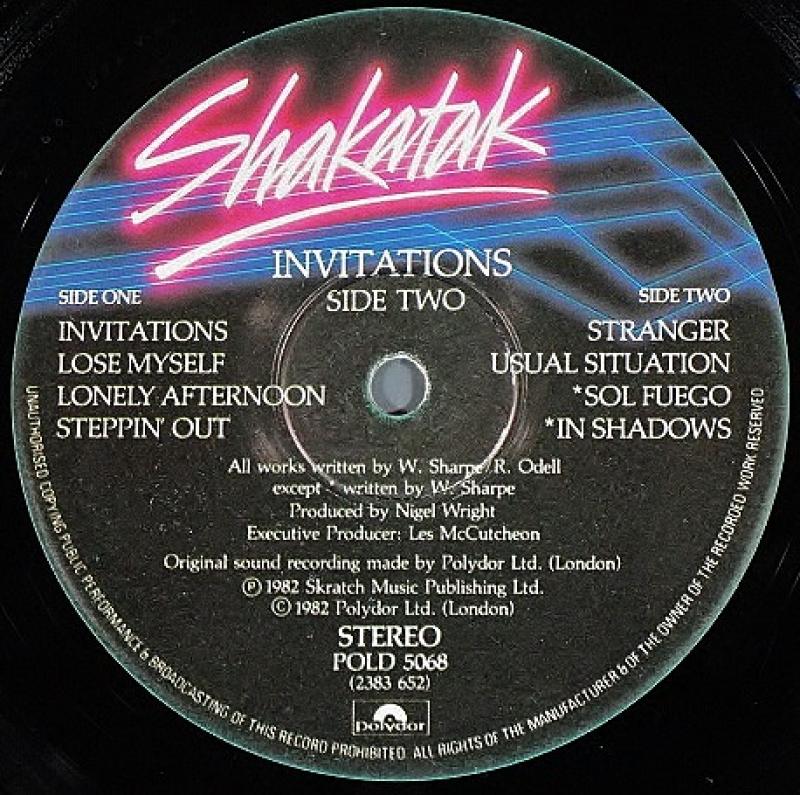 Shakatak
INVITATIONS
SIDE TWO
SIDE ONE
INVITATIONS
LOSE MYSELF
LONELY AFTERNOON
STEPPIN' OUT
SIDE TWO
STRANGER
USUAL SITUATION
*SOL FUEGO
*IN SHADOWS
All works written by W. Sharpe/R. Odell
except * written by W. Sharpe
Produced by Nigel Wright
Executive Producer: Les McCutcheon
Original sound recording made by Polydor Ltd. (London)
Ⓟ 1982 Skratch Music Publishing Ltd.
© 1982 Polydor Ltd. (London)
STEREO
POLD 5068
(2383 652)
polydor
UNAUTHORISED COPYING PUBLIC PERFORMANCE & BROADCASTING OF THIS RECORD PROHIBITED. ALL RIGHTS OF THE MANUFACTURER & OF THE OWNER OF THE RECORDED WORK RESERVED